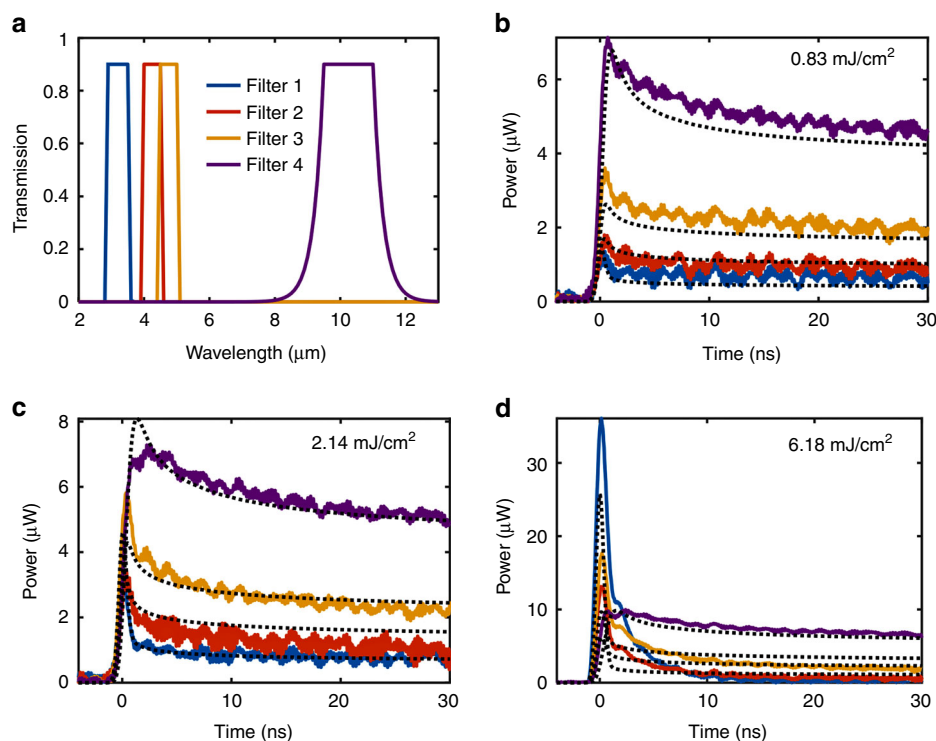 a
1
0.8
0.6
0.4
0.2
0
Transmission
2 4 6 8 10 12
Wavelength (μm)
Filter 1
Filter 2
Filter 3
Filter 4
b
0.83 mJ/cm²
6
4
2
0
Power (μW)
0 10 20 30
Time (ns)
c
2.14 mJ/cm²
8
6
4
2
0
Power (μW)
0 10 20 30
Time (ns)
d
6.18 mJ/cm²
30
20
10
0
Power (μW)
0 10 20 30
Time (ns)